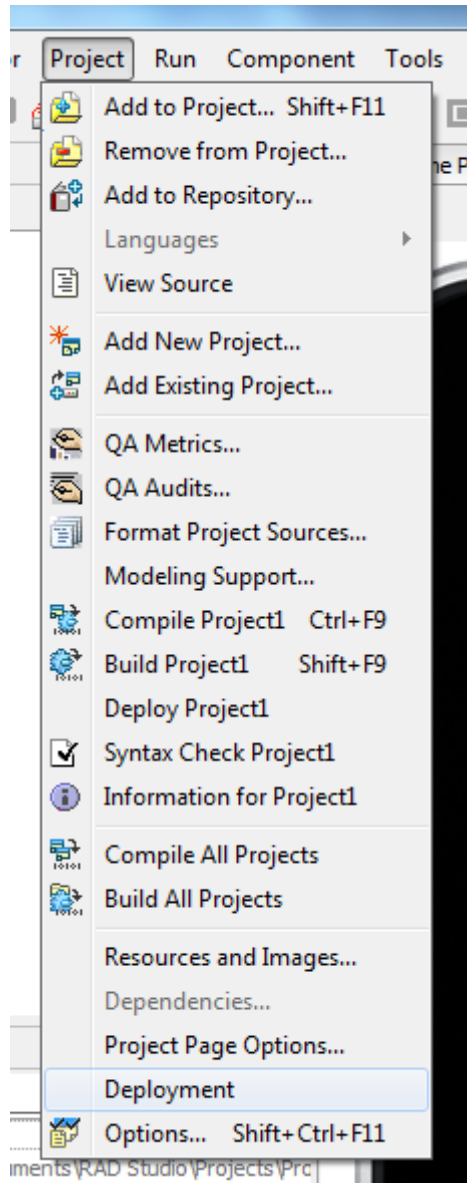 r Project Run Component Tools
Add to Project... Shift+F11
Remove from Project...
ne P
Add to Repository...
Languages
View Source
Add New Project...
Add Existing Project...
QA Metrics...
QA Audits...
Format Project Sources...
Modeling Support...
Compile Project1 Ctrl+F9
Build Project1 Shift+F9
Deploy Project1
Syntax Check Project1
Information for Project1
Compile All Projects
Build All Projects
Resources and Images...
Dependencies...
Project Page Options...
Deployment
Options... Shift+Ctrl+F11
uments\RAD Studio\Projects\Proj